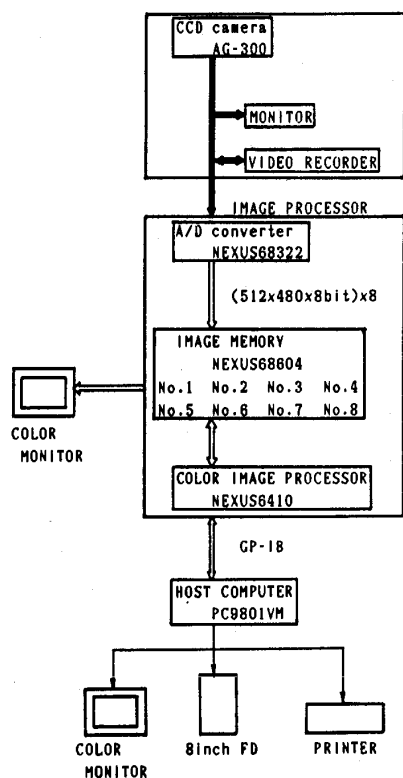 CCD camera
AG-300
MONITOR
VIDEO RECORDER
IMAGE PROCESSOR
A/D converter
NEXUS68322
(512x480x8bit)x8
IMAGE MEMORY
NEXUS68604
No.1 No.2 No.3 No.4
No.5 No.6 No.7 No.8
COLOR
MONITOR
COLOR IMAGE PROCESSOR
NEXUS6410
GP-IB
HOST COMPUTER
PC9801VM
COLOR
MONITOR
8inch FD
PRINTER